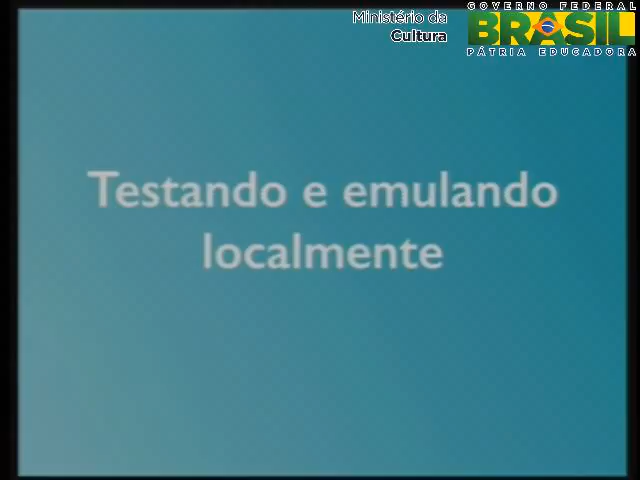 Ministério da
Cultura
GOVERNO FEDERAL
BRASIL
PÁTRIA EDUCADORA
Testando e emulando
localmente